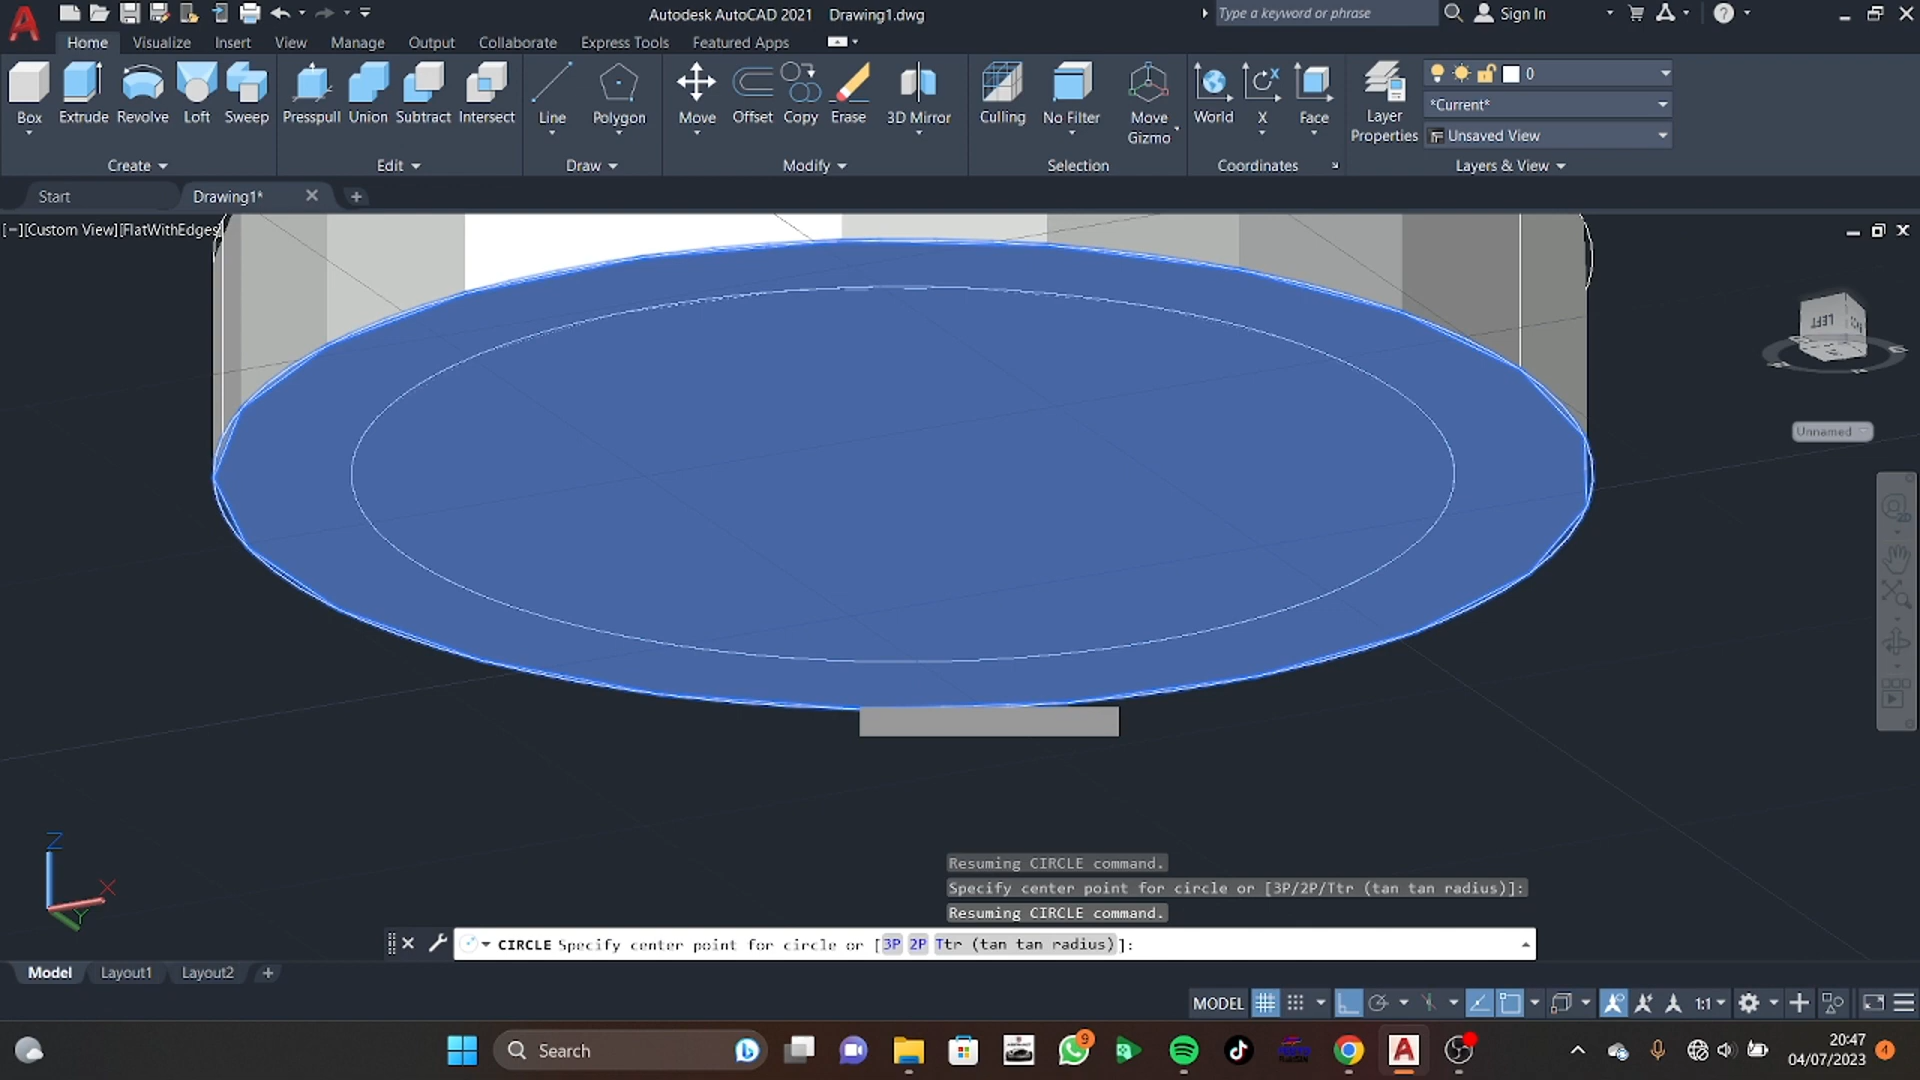 Autodesk AutoCAD 2021 Drawing1.dwg
Type a keyword or phrase
Sign In
Home Visualize Insert View Manage Output Collaborate Express Tools Featured Apps
Box Extrude Revolve Loft Sweep Presspull Union Subtract Intersect Line Polygon Move Offset Copy Erase 3D Mirror Culling No Filter Move Gizmo World X Face Layer Properties
0
*Current*
Unsaved View
Create Edit Draw Modify Selection Coordinates Layers & View
Start Drawing1*
[−][Custom View][FlatWithEdges]
LEFT
Unnamed
Z
X
Y
Resuming CIRCLE command.
Specify center point for circle or [3P/2P/Ttr (tan tan radius)]:
Resuming CIRCLE command.
CIRCLE Specify center point for circle or [3P 2P Ttr (tan tan radius)]:
Model Layout1 Layout2
MODEL 1:1
Search
9
20:47
04/07/2023
4